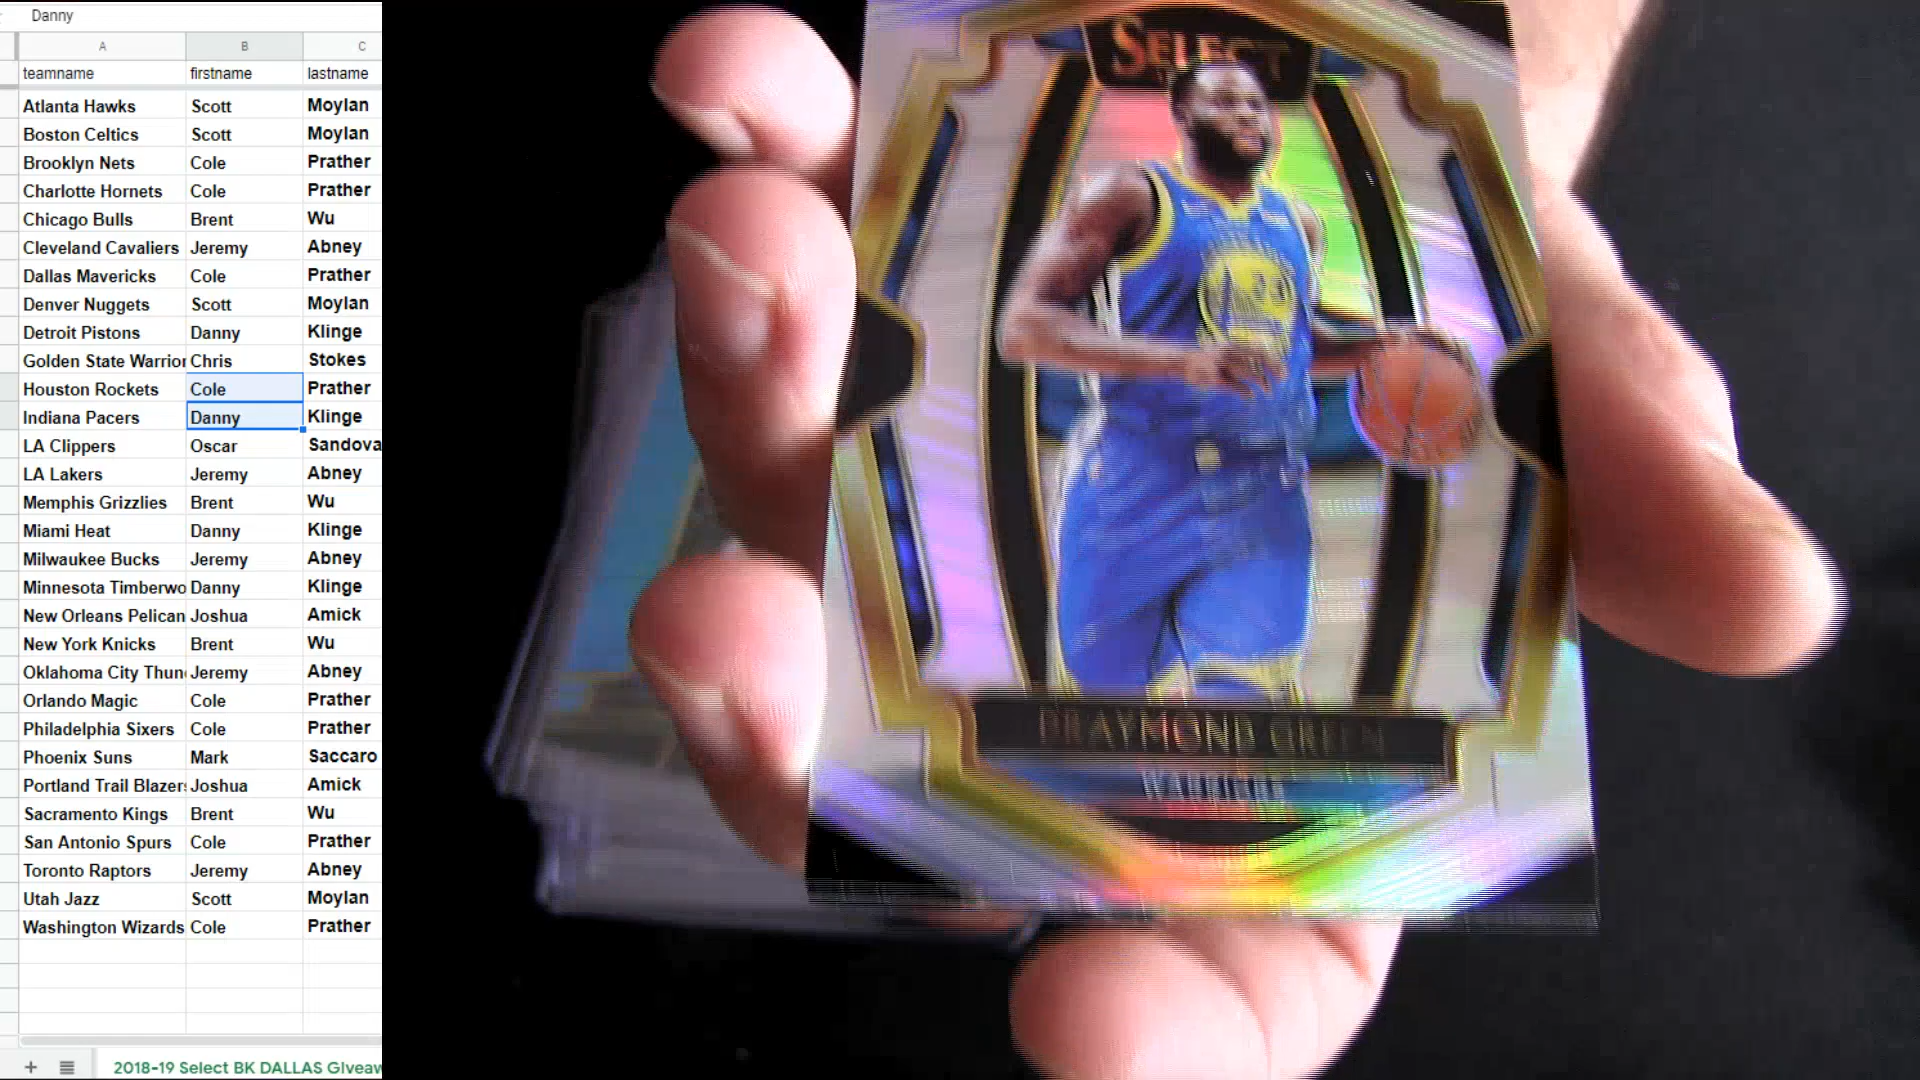 Danny
A B C
teamname firstname lastname
Atlanta Hawks Scott Moylan
Boston Celtics Scott Moylan
Brooklyn Nets Cole Prather
Charlotte Hornets Cole Prather
Chicago Bulls Brent Wu
Cleveland Cavaliers Jeremy Abney
Dallas Mavericks Cole Prather
Denver Nuggets Scott Moylan
Detroit Pistons Danny Klinge
Golden State Warrior Chris Stokes
Houston Rockets Cole Prather
Indiana Pacers Danny Klinge
LA Clippers Oscar Sandova
LA Lakers Jeremy Abney
Memphis Grizzlies Brent Wu
Miami Heat Danny Klinge
Milwaukee Bucks Jeremy Abney
Minnesota Timberwo Danny Klinge
New Orleans Pelican Joshua Amick
New York Knicks Brent Wu
Oklahoma City Thun Jeremy Abney
Orlando Magic Cole Prather
Philadelphia Sixers Cole Prather
Phoenix Suns Mark Saccaro
Portland Trail Blazers Joshua Amick
Sacramento Kings Brent Wu
San Antonio Spurs Cole Prather
Toronto Raptors Jeremy Abney
Utah Jazz Scott Moylan
Washington Wizards Cole Prather
2018-19 Select BK DALLAS GIveaw
SELECT
DRAYMOND GREEN
WARRIORS